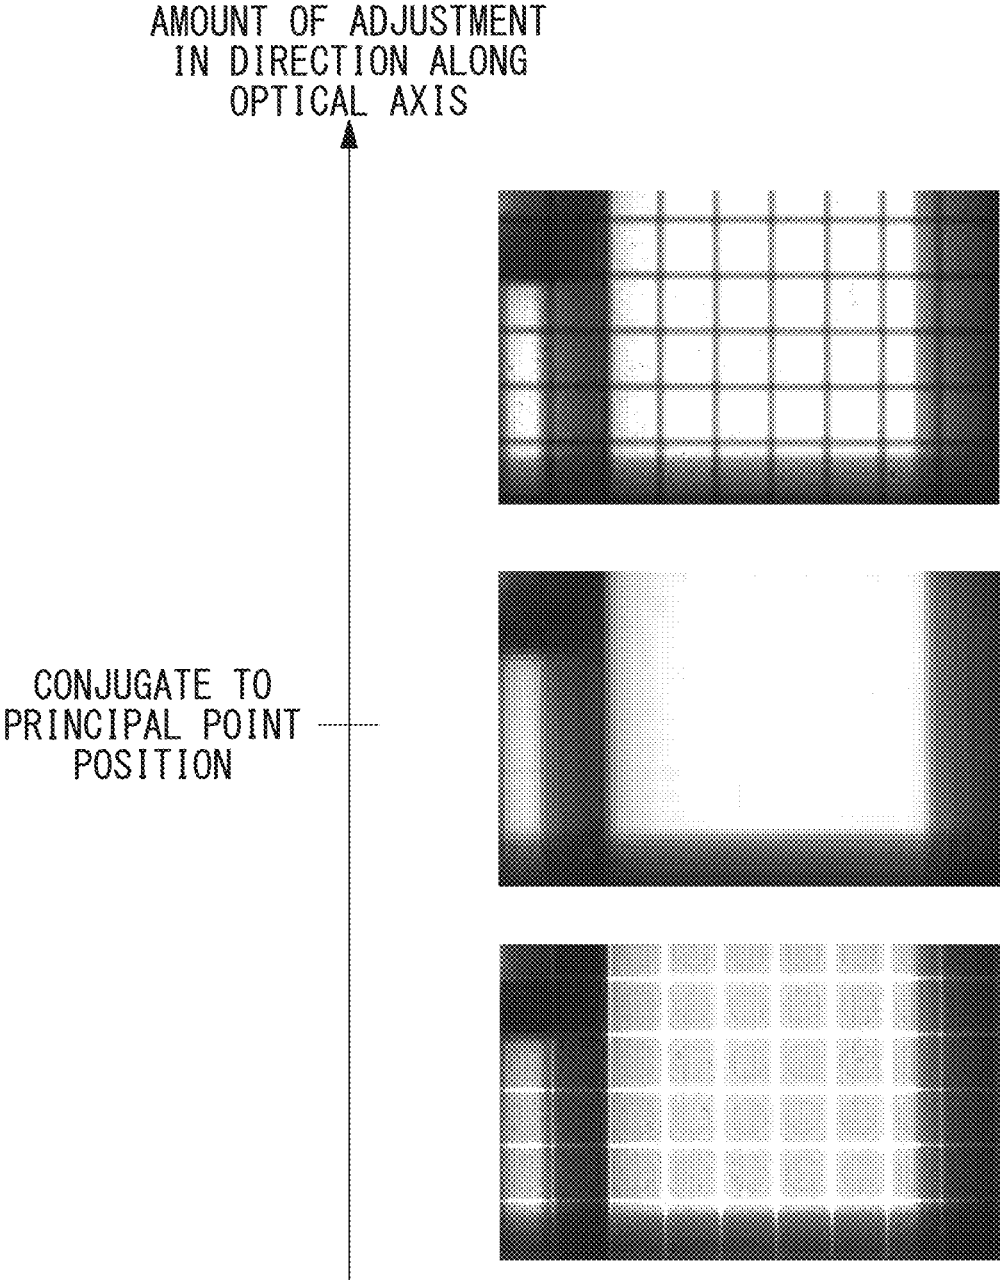 AMOUNT OF ADJUSTMENT
IN DIRECTION ALONG
OPTICAL AXIS
CONJUGATE TO
PRINCIPAL POINT
POSITION